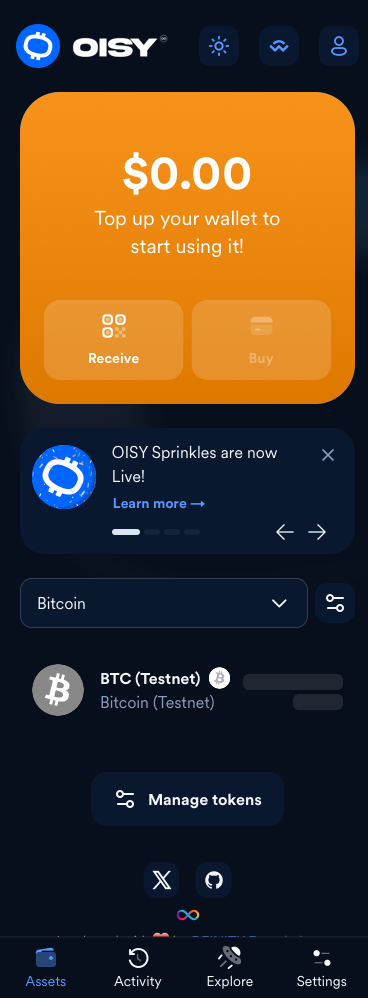 OISY
$0.00
Top up your wallet to
start using it!
Receive
Buy
OISY Sprinkles are now
Live!
Learn more →
Bitcoin
BTC (Testnet)
Bitcoin (Testnet)
Manage tokens
Assets
Activity
Explore
Settings